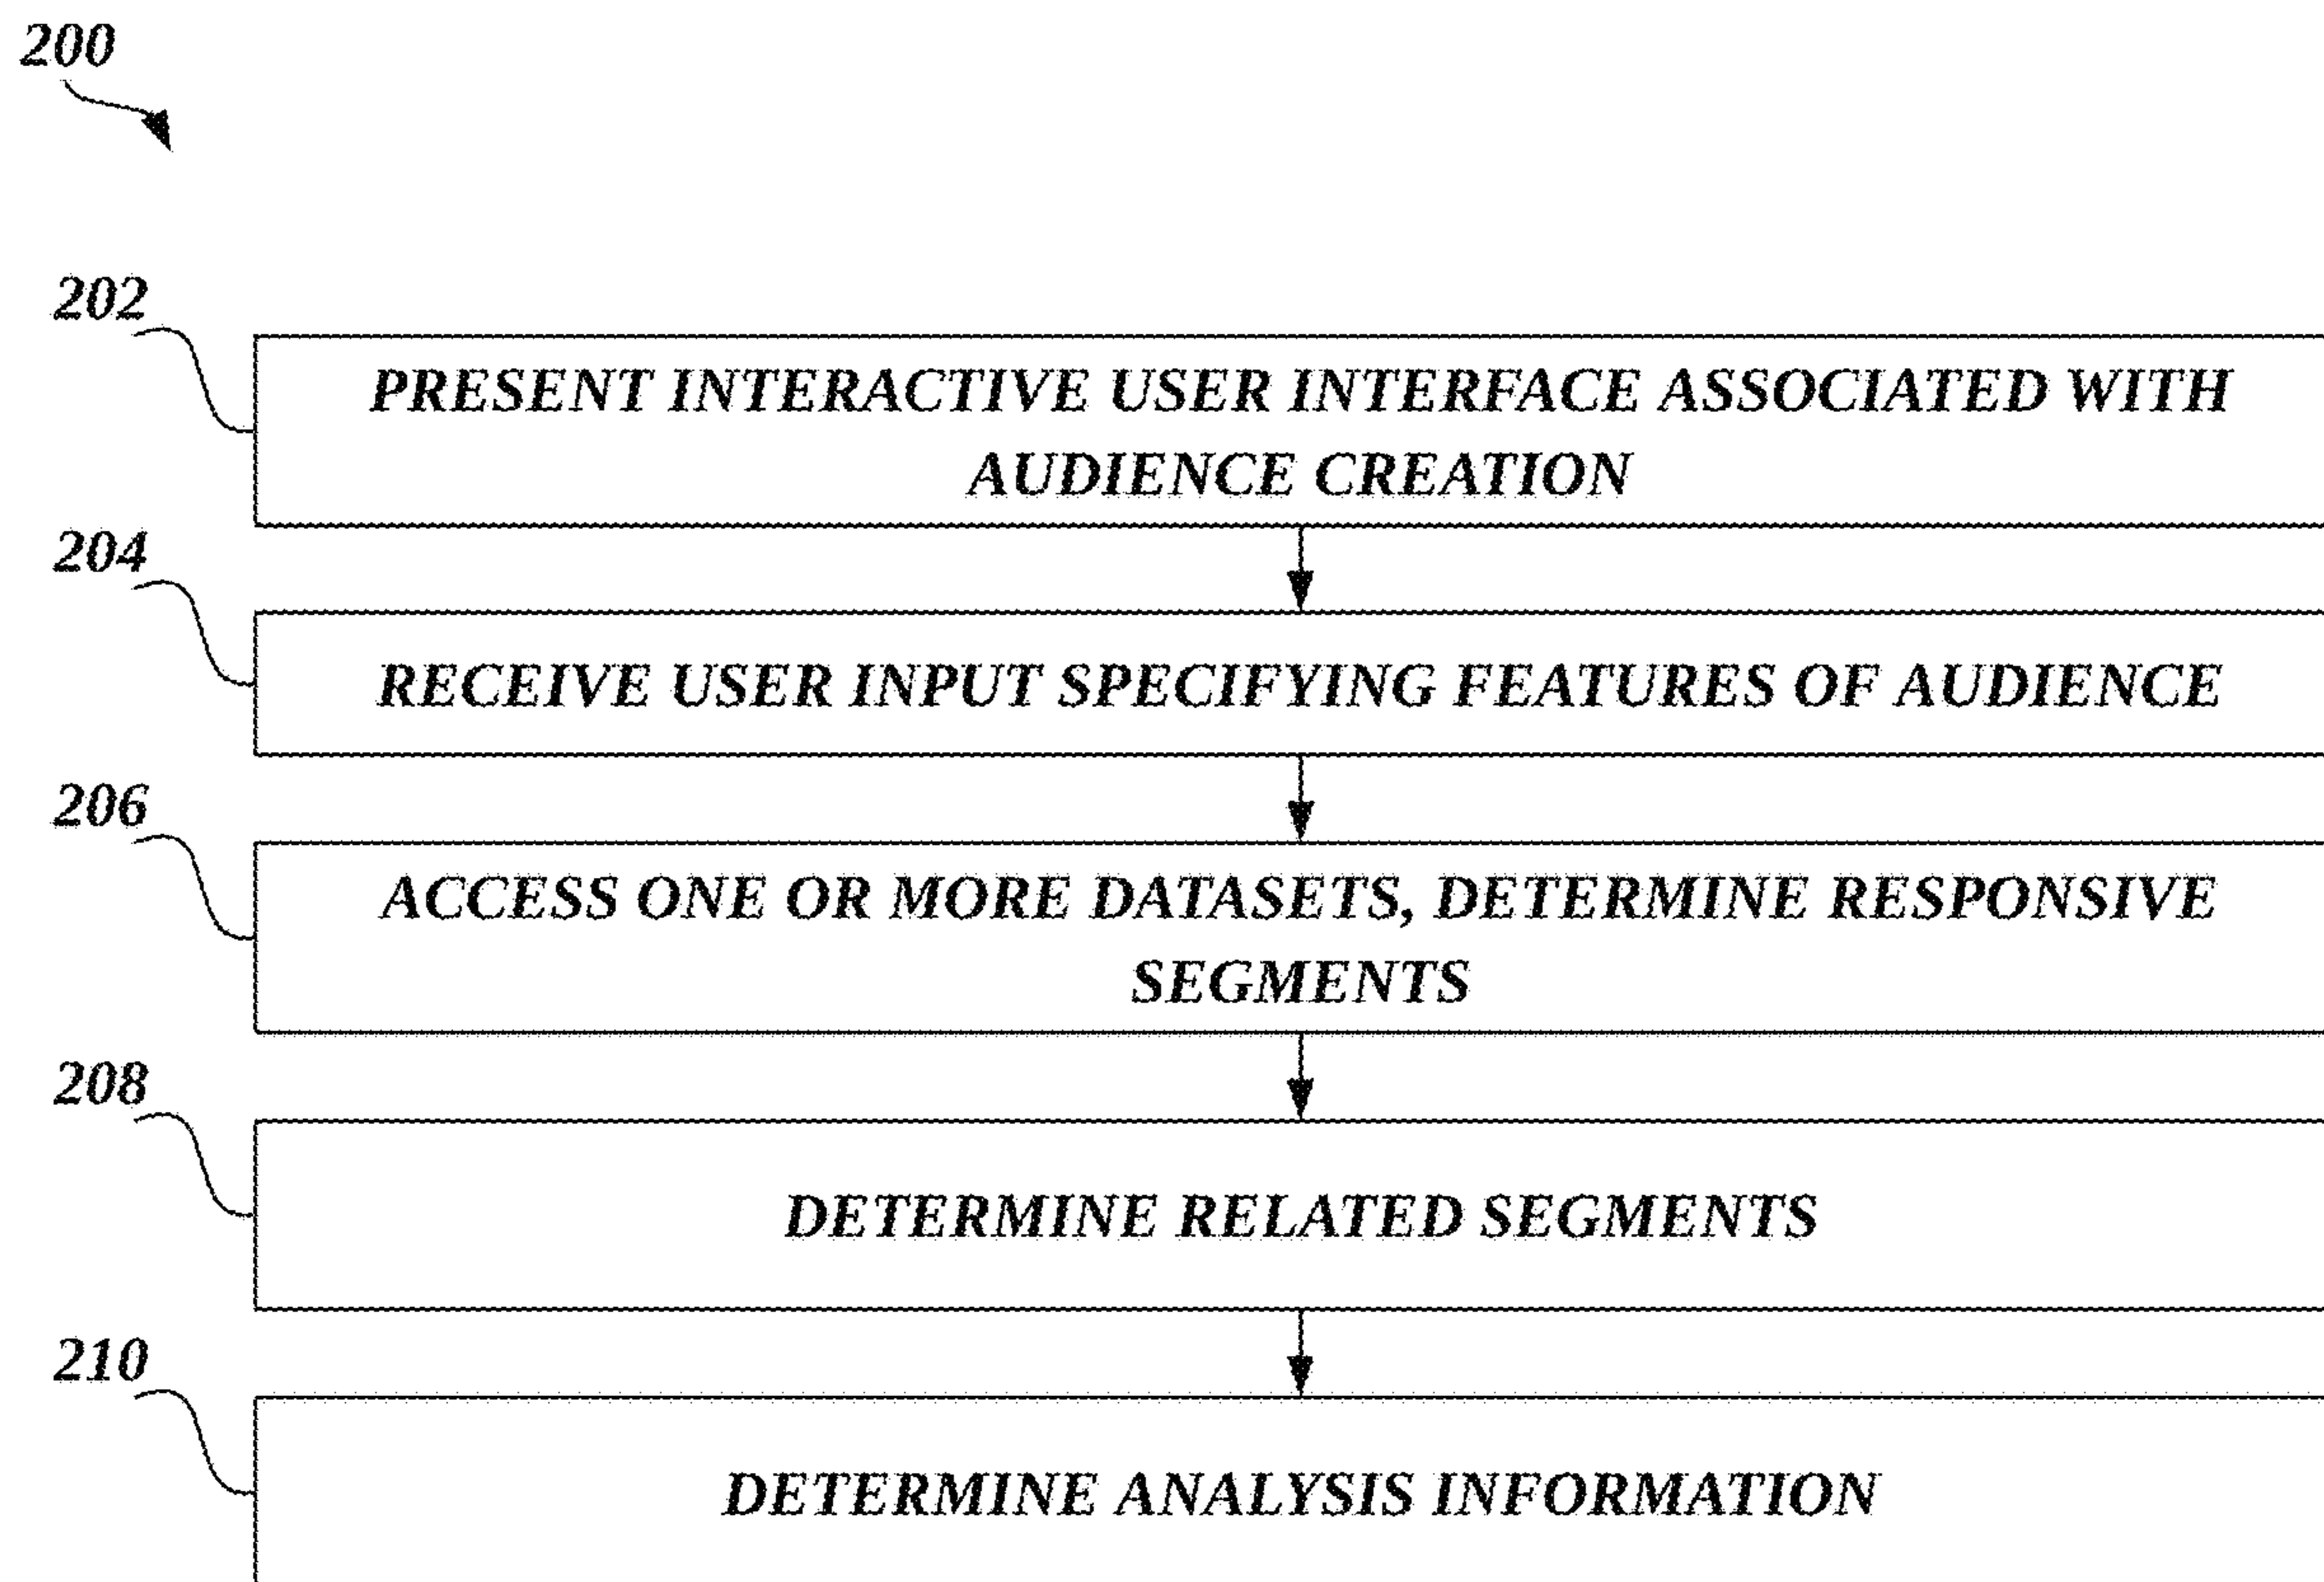 200
202
PRESENT INTERACTIVE USER INTERFACE ASSOCIATED WITH
AUDIENCE CREATION
204
RECEIVE USER INPUT SPECIFYING FEATURES OF AUDIENCE
206
ACCESS ONE OR MORE DATASETS, DETERMINE RESPONSIVE
SEGMENTS
208
DETERMINE RELATED SEGMENTS
210
DETERMINE ANALYSIS INFORMATION